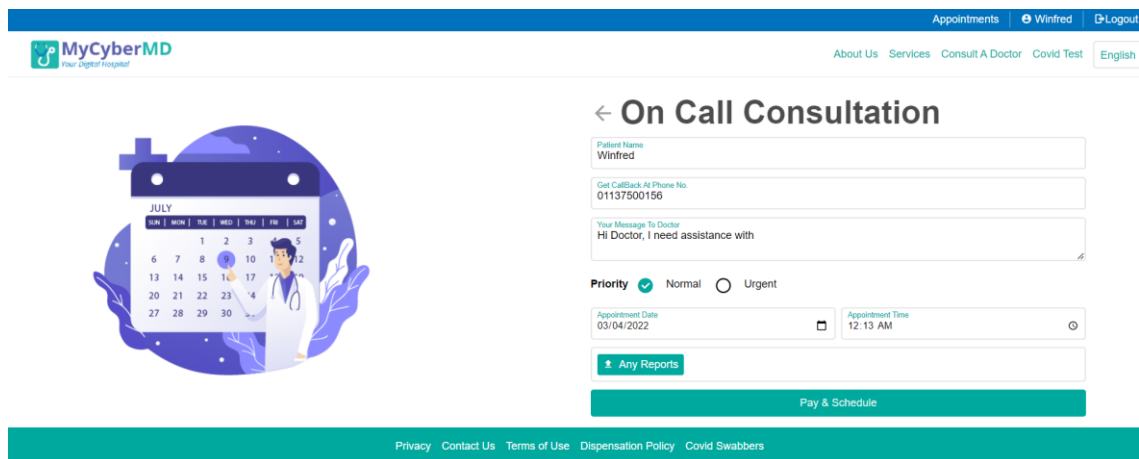 Appointments Winfred Logout
MyCyberMD
Your Digital Hospital
About Us Services Consult A Doctor Covid Test English
← On Call Consultation
Patient Name
Winfred
Get CallBack At Phone No.
01137500156
Your Message To Doctor
Hi Doctor, I need assistance with
Priority Normal Urgent
Appointment Date
03/04/2022
Appointment Time
12:13 AM
Any Reports
Pay & Schedule
JULY
SUN | MON | TUE | WED | THU | FRI | SAT
1 2 3 4 5
6 7 8 9 10 12
13 14 15 16 17
20 21 22 23
27 28 29 30
Privacy Contact Us Terms of Use Dispensation Policy Covid Swabbers